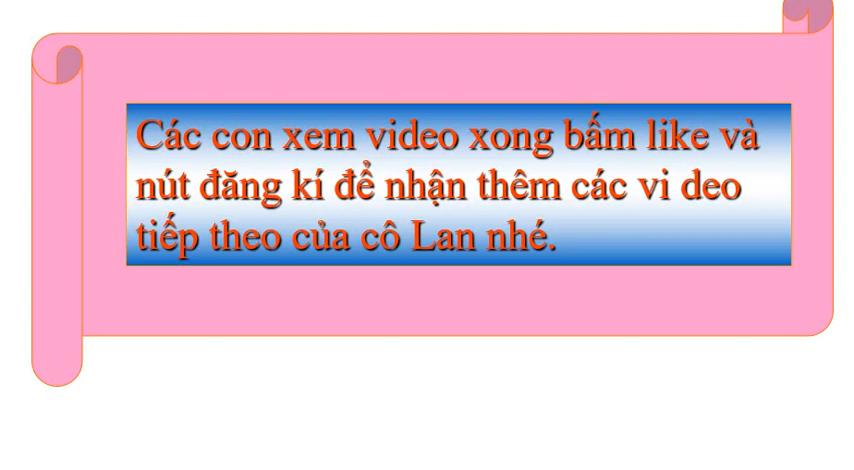 Các con xem video xong bấm like và
nút đăng kí để nhận thêm các vi deo
tiếp theo của cô Lan nhé.